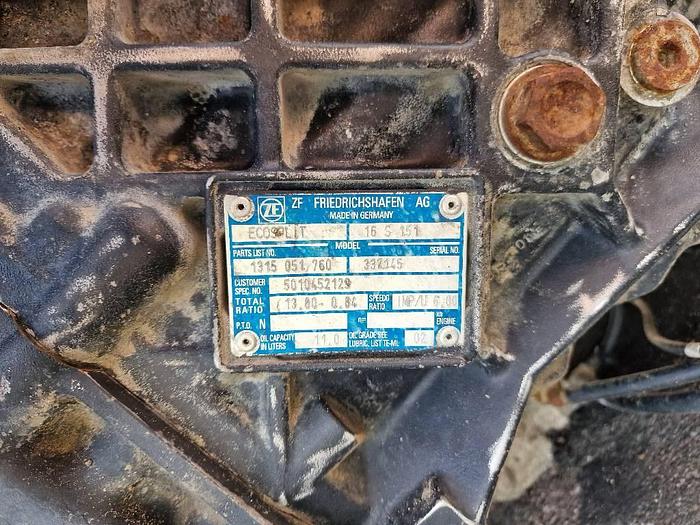 ZF FRIEDRICHSHAFEN AG
MADE IN GERMANY
ECOSPLIT 16 S 151
MODEL
PARTS LIST NO. SERIAL NO.
1315 051,760
CUSTOMER SPEC. NO. 5010452129
TOTAL RATIO 13.80- 0.84 SPEEDO RATIO IMP/U 6.00
P.T.O. N ENGINE
OIL CAPACITY IN LITERS 11.0 OIL GRADE SEE LUBRIC. LIST TE-ML 02